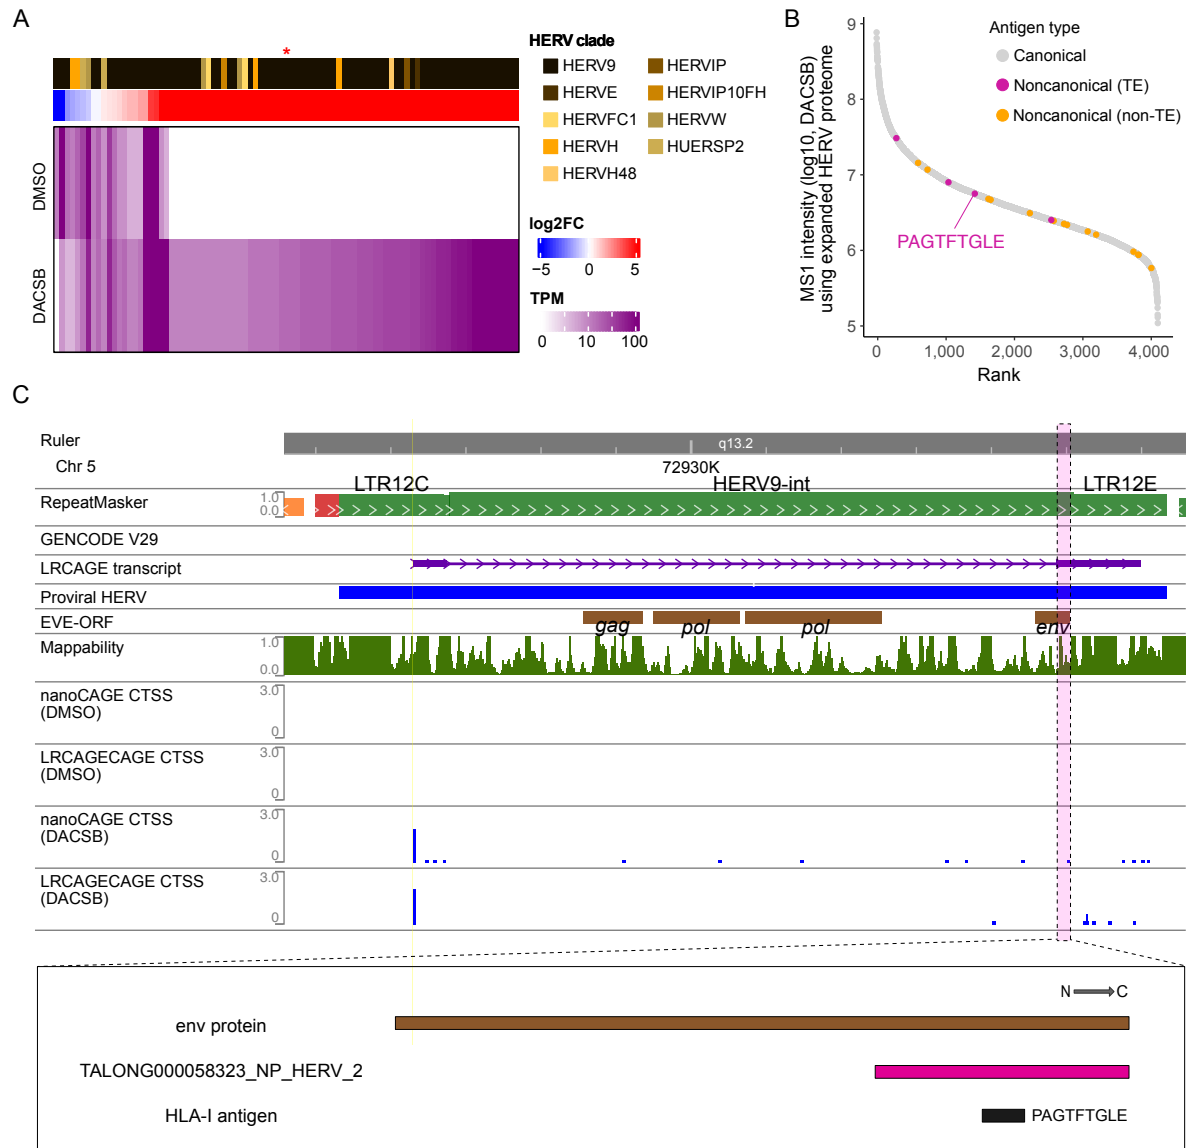 A
*
DMSO
DACSB
HERV clade
HERV9
HERVE
HERVFC1
HERVH
HERVH48
HERVIP
HERVIP10FH
HERVW
HUERSP2
log2FC
−5 0 5
TPM
0 10 100
B
MS1 intensity (log10, DACSB)
using expanded HERV proteome
9
8
7
6
5
0 1,000 2,000 3,000 4,000
Rank
Antigen type
Canonical
Noncanonical (TE)
Noncanonical (non-TE)
PAGTFTGLE
C
Ruler
q13.2
Chr 5
72930K
LTR12C HERV9-int LTR12E
RepeatMasker
1.0
0.0
GENCODE V29
LRCAGE transcript
Proviral HERV
EVE-ORF
gag pol pol env
Mappability
1.0
0.0
nanoCAGE CTSS
(DMSO)
3.0
0
LRCAGECAGE CTSS
(DMSO)
3.0
0
nanoCAGE CTSS
(DACSB)
3.0
0
LRCAGECAGE CTSS
(DACSB)
3.0
0
N C
env protein
TALONG000058323_NP_HERV_2
HLA-I antigen
PAGTFTGLE